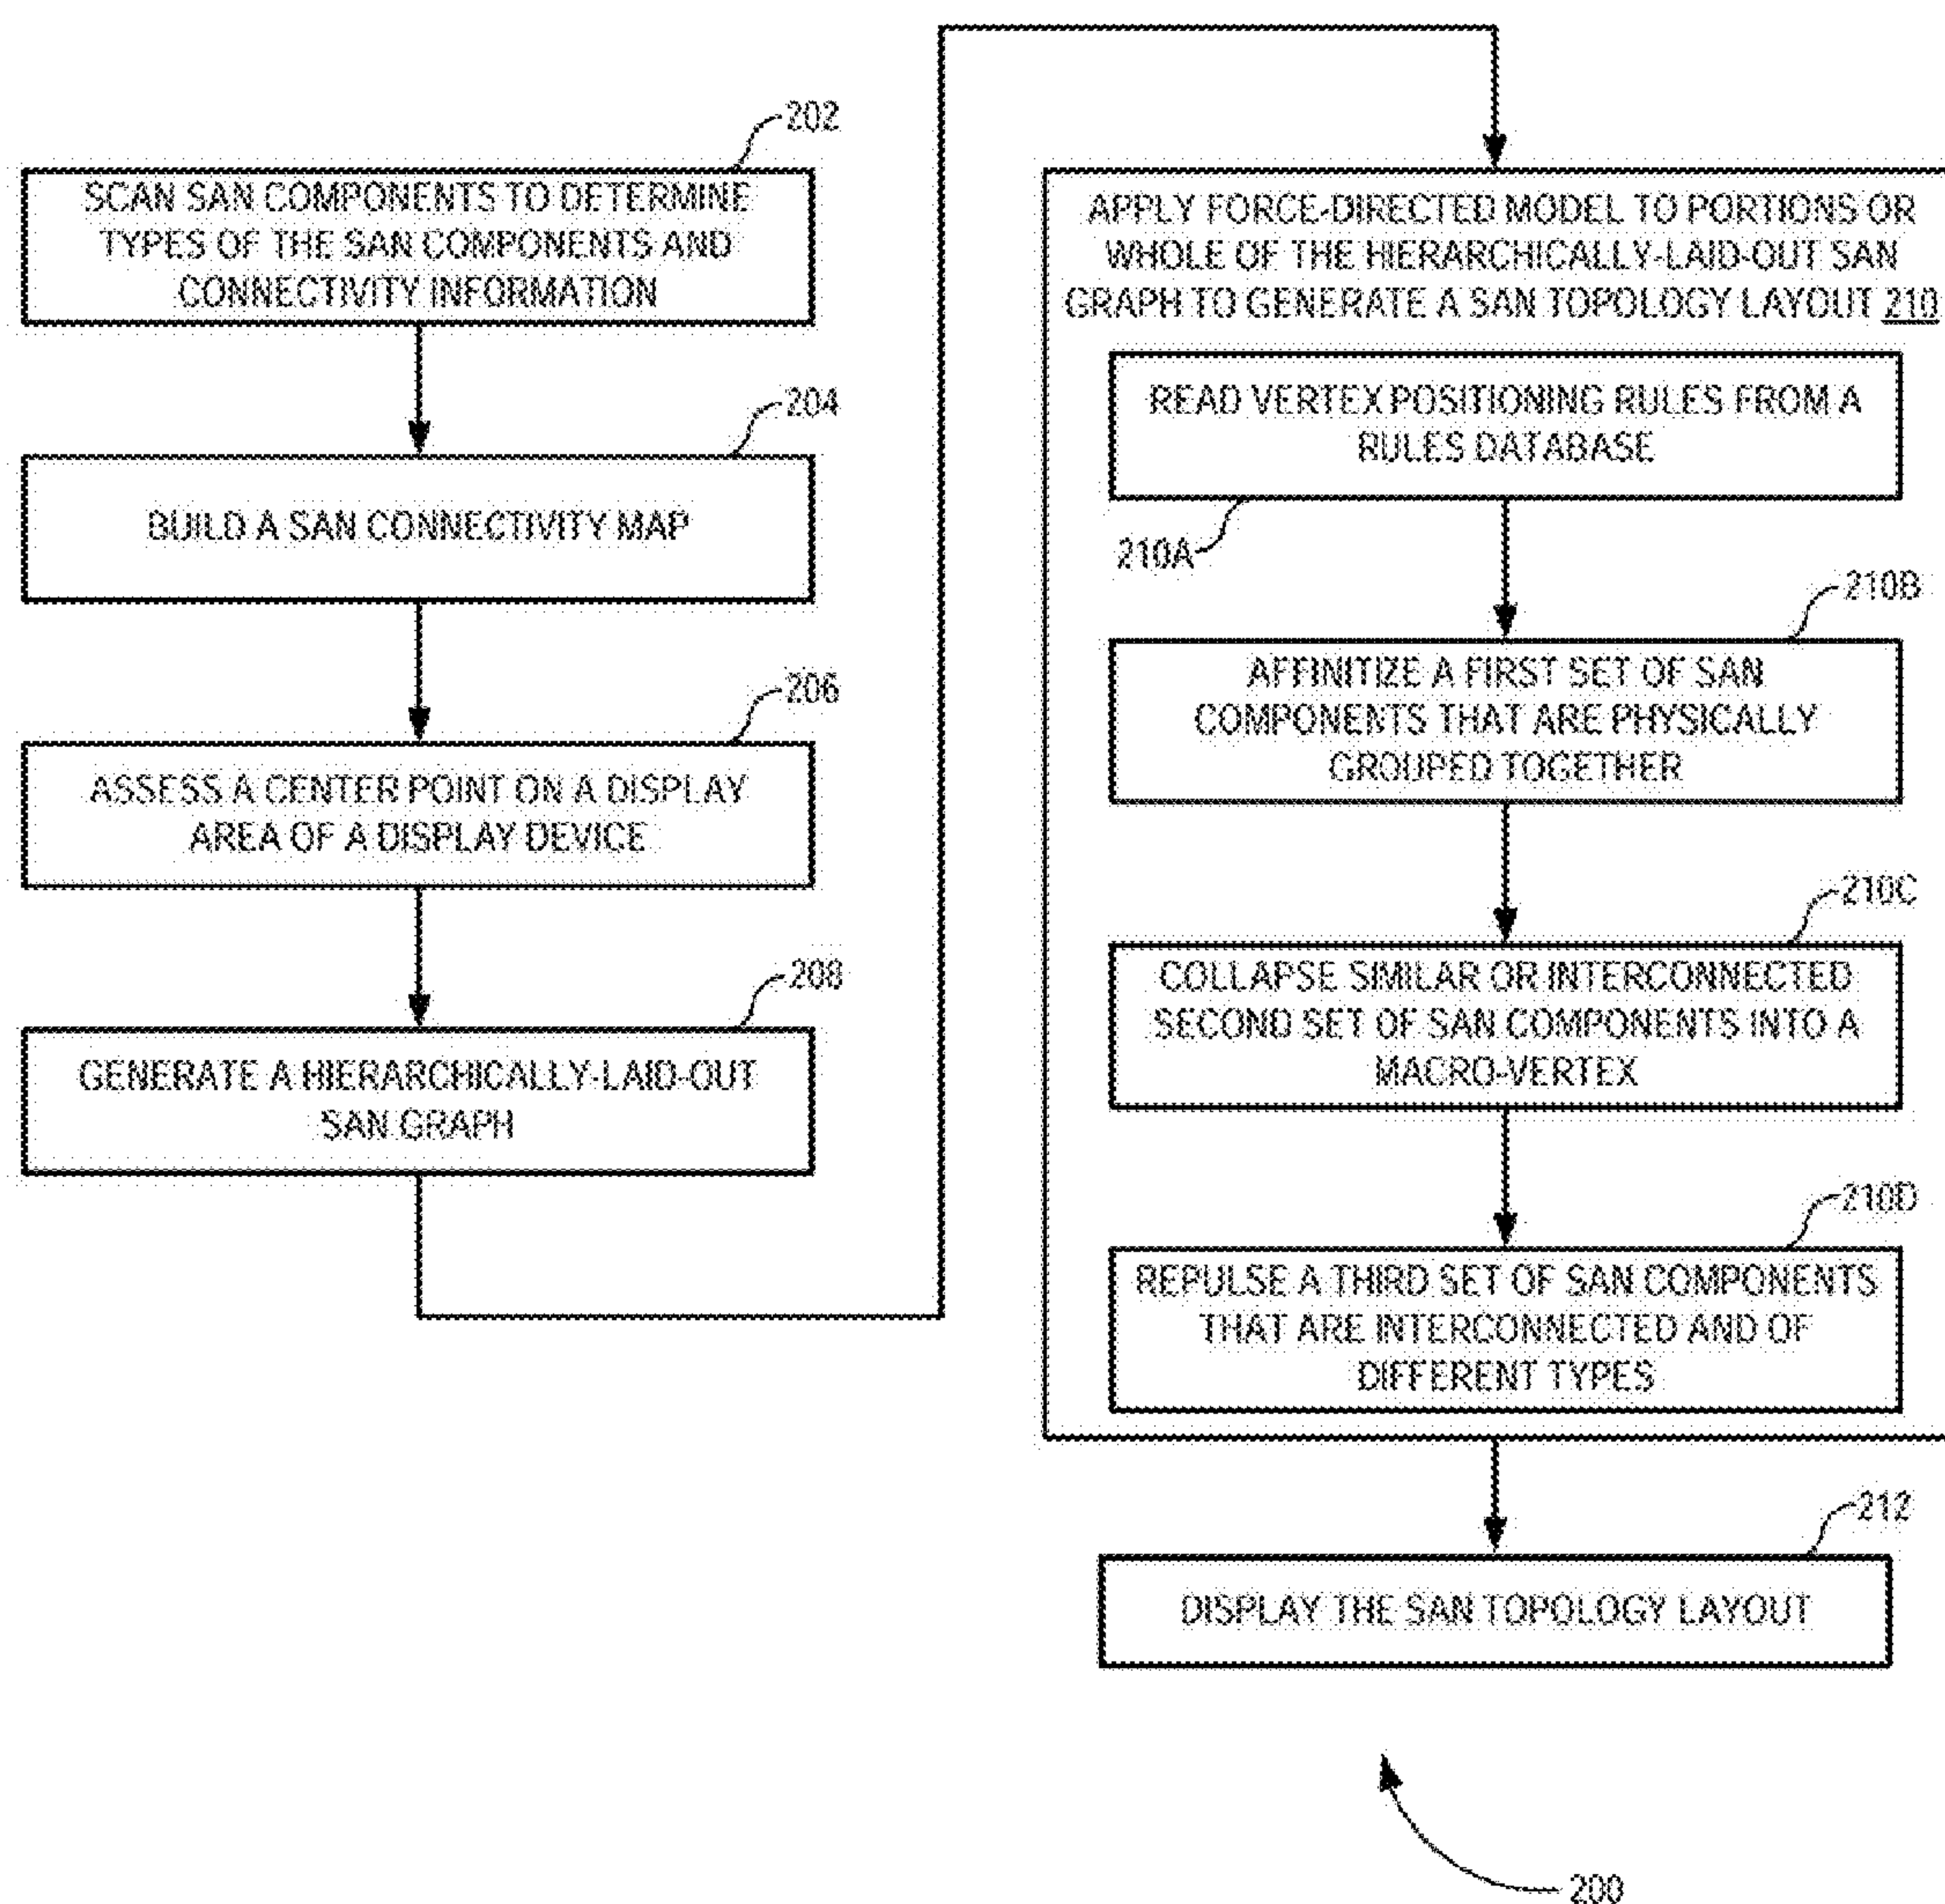 202
SCAN SAN COMPONENTS TO DETERMINE
TYPES OF THE SAN COMPONENTS AND
CONNECTIVITY INFORMATION
204
BUILD A SAN CONNECTIVITY MAP
206
ASSESS A CENTER POINT ON A DISPLAY
AREA OF A DISPLAY DEVICE
208
GENERATE A HIERARCHICALLY-LAID-OUT
SAN GRAPH
APPLY FORCE-DIRECTED MODEL TO PORTIONS OR
WHOLE OF THE HIERARCHICALLY-LAID-OUT SAN
GRAPH TO GENERATE A SAN TOPOLOGY LAYOUT 210
READ VERTEX POSITIONING RULES FROM A
RULES DATABASE
210A
210B
AFFINITIZE A FIRST SET OF SAN
COMPONENTS THAT ARE PHYSICALLY
GROUPED TOGETHER
210C
COLLAPSE SIMILAR OR INTERCONNECTED
SECOND SET OF SAN COMPONENTS INTO A
MACRO-VERTEX
210D
REPULSE A THIRD SET OF SAN COMPONENTS
THAT ARE INTERCONNECTED AND OF
DIFFERENT TYPES
212
DISPLAY THE SAN TOPOLOGY LAYOUT
200